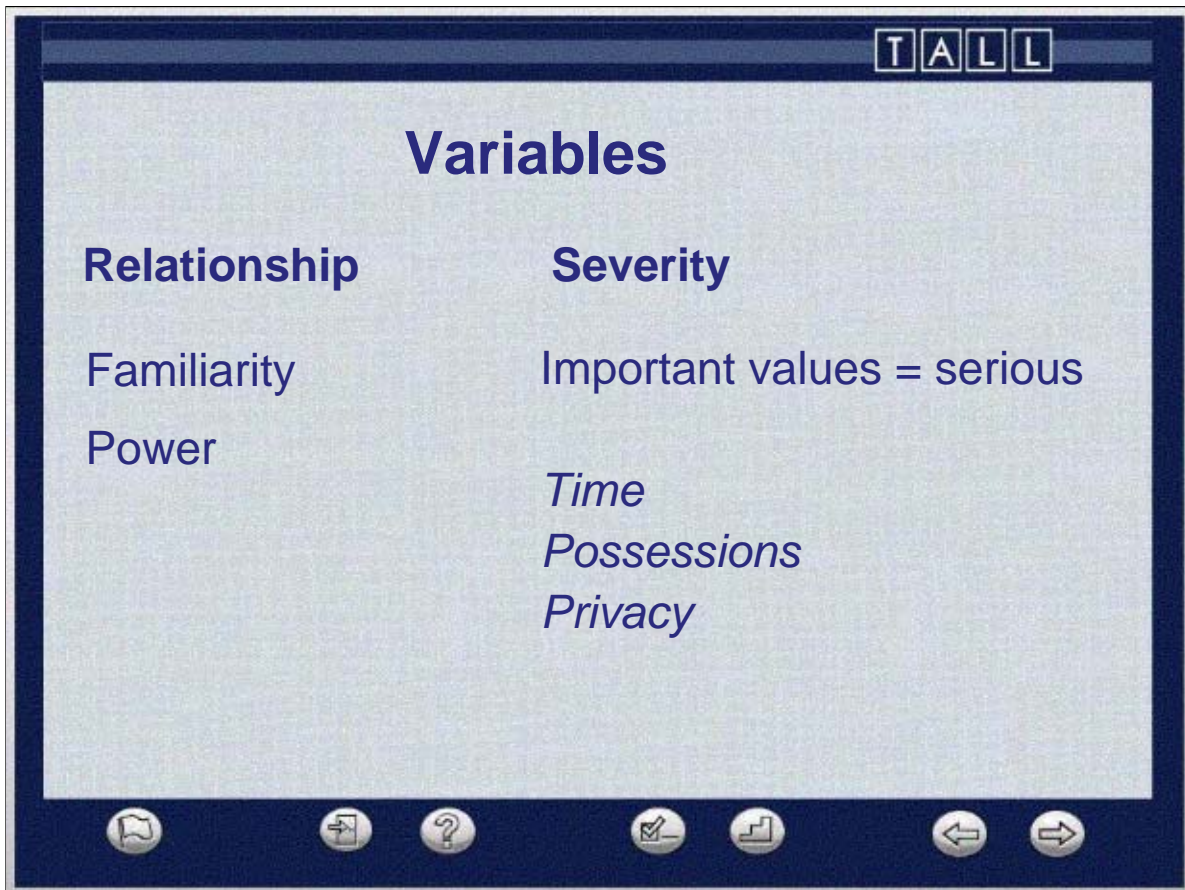 TALL
Variables
Relationship
Familiarity
Power
Severity
Important values = serious
Time
Possessions
Privacy